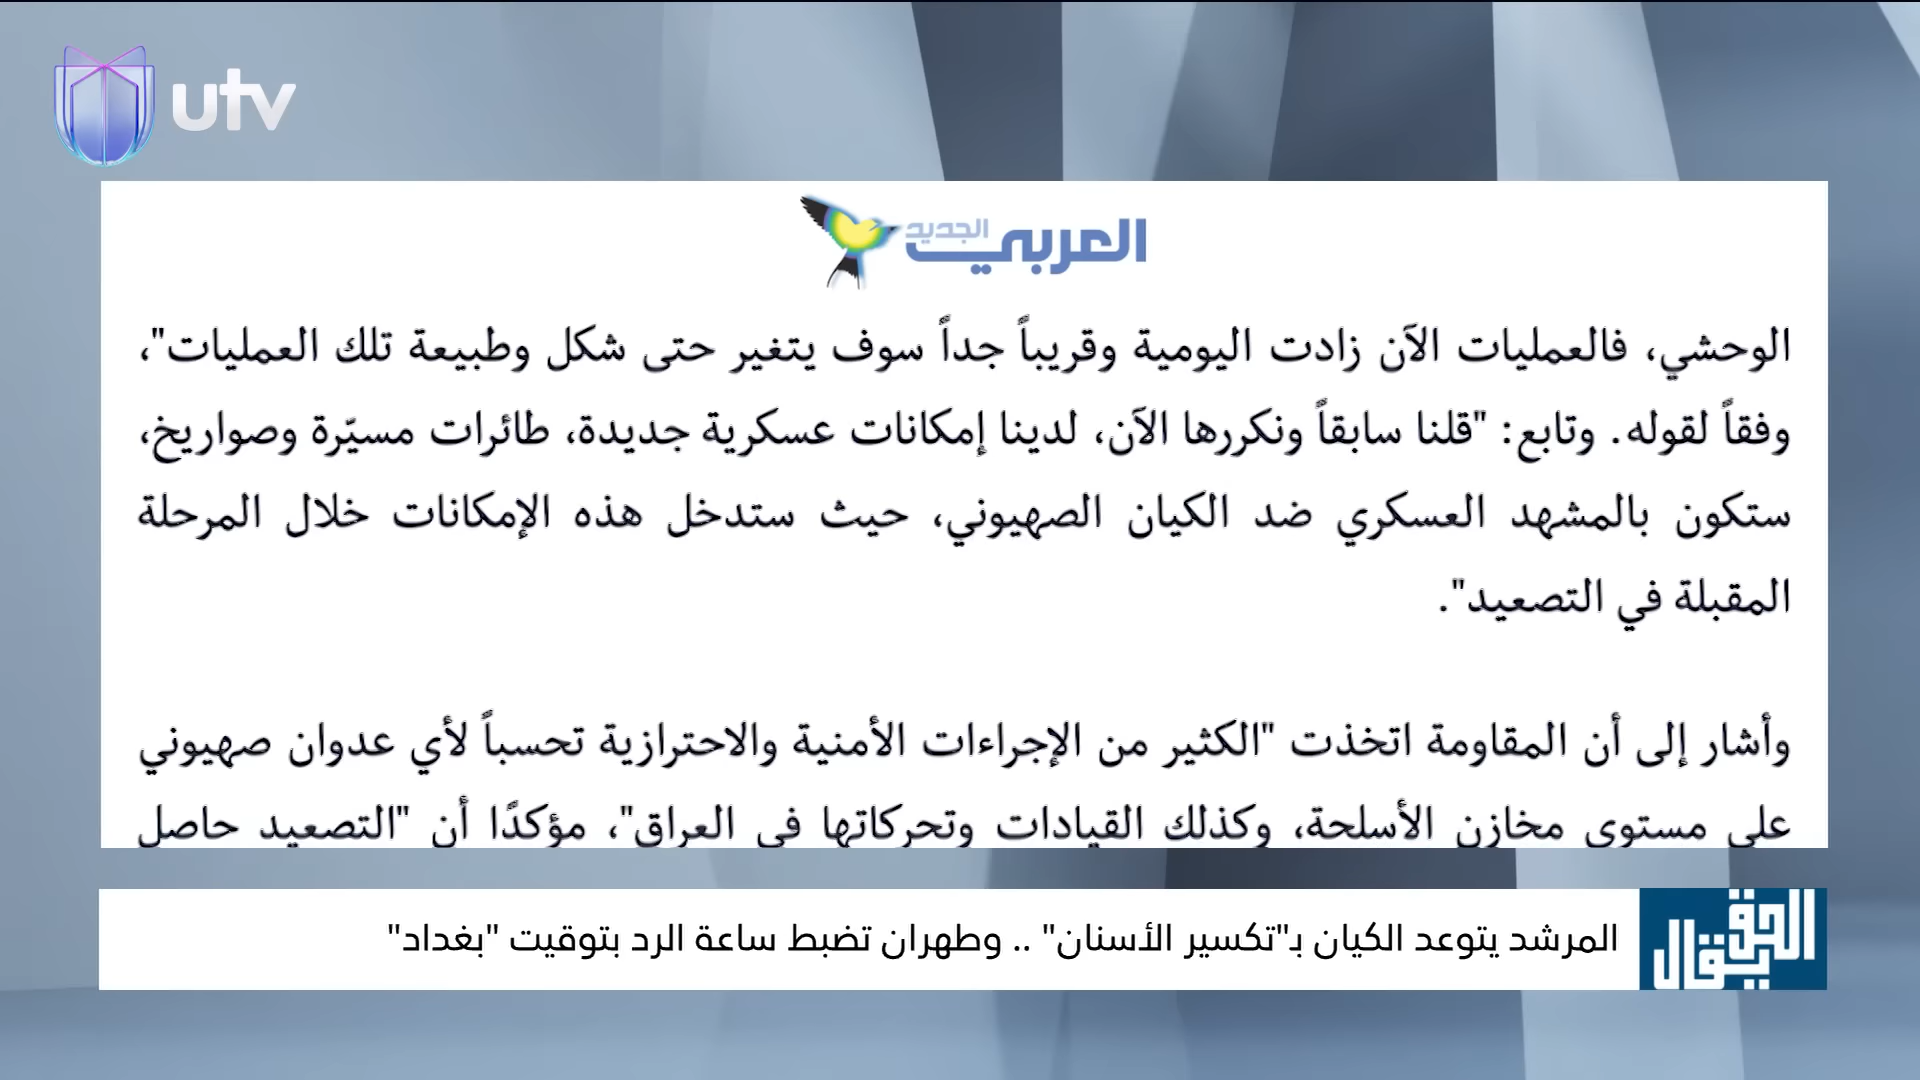 utv
العربي الجديد
الوحشي، فالعمليات الآن زادت اليومية وقريباً جداً سوف يتغير حتى شكل وطبيعة تلك العمليات"،
وفقاً لقوله. وتابع: "قلنا سابقاً ونكررها الآن، لدينا إمكانات عسكرية جديدة، طائرات مسيّرة وصواريخ،
ستكون بالمشهد العسكري ضد الكيان الصهيوني، حيث ستدخل هذه الإمكانات خلال المرحلة
المقبلة في التصعيد".
وأشار إلى أن المقاومة اتخذت "الكثير من الإجراءات الأمنية والاحترازية تحسباً لأي عدوان صهيوني
على مستوى مخازن الأسلحة، وكذلك القيادات وتحركاتها في العراق"، مؤكدًا أن "التصعيد حاصل
المرشد يتوعد الكيان بـ"تكسير الأسنان" .. وطهران تضبط ساعة الرد بتوقيت "بغداد"
الحق يقال